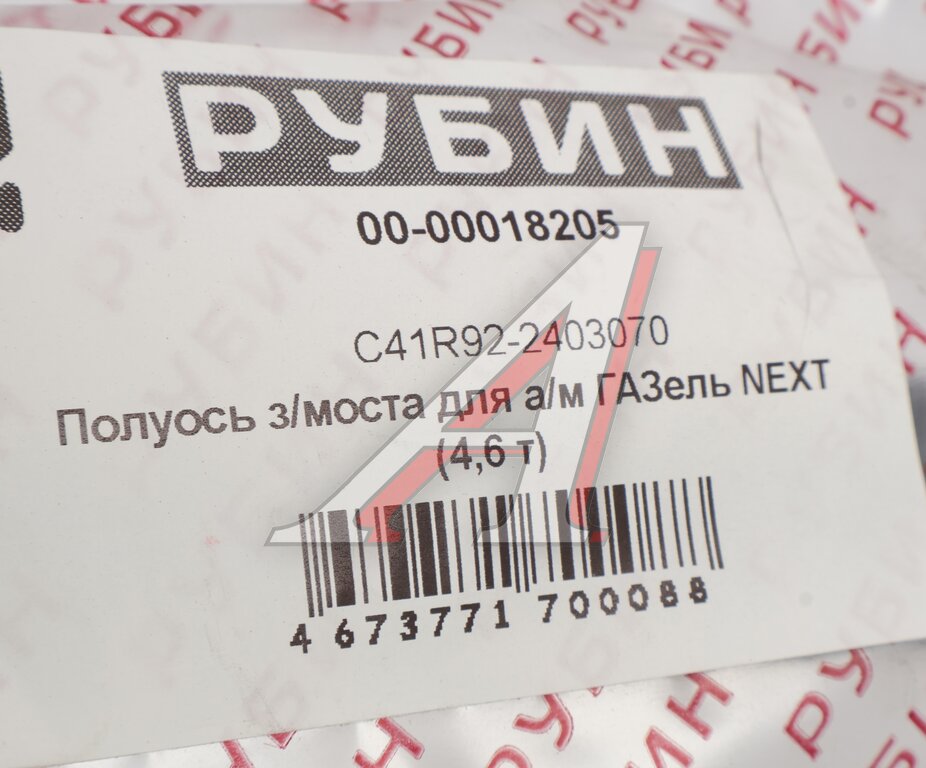 РУБИН
00-00018205
C41R92-2403070
Полуось з/моста для а/м ГАЗель NEXT
(4,6 т)
4 673771 700088